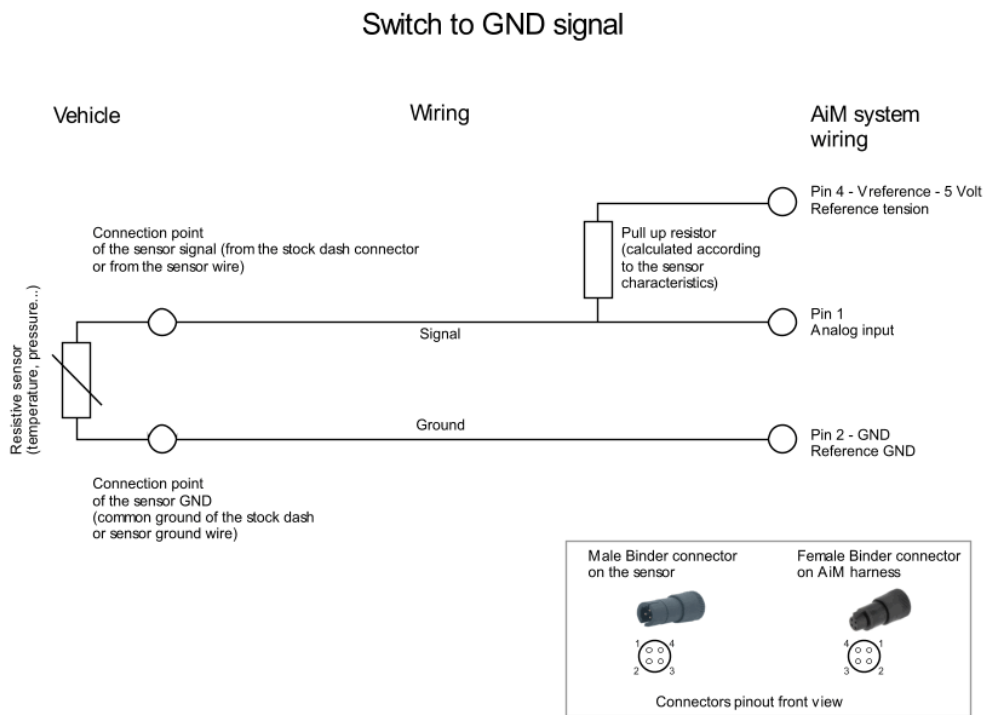 Switch to GND signal
Vehicle
Wiring
AiM system
wiring
Pin 4 - Vreference - 5 Volt
Reference tension
Connection point
of the sensor signal (from the stock dash connector
or from the sensor wire)
Pull up resistor
(calculated according
to the sensor
characteristics)
Signal
Pin 1
Analog input
Resistive sensor
(temperature, pressure...)
Ground
Pin 2 - GND
Reference GND
Connection point
of the sensor GND
(common ground of the stock dash
or sensor ground wire)
Male Binder connector
on the sensor
Female Binder connector
on AiM harness
1 4
2 3
4 1
3 2
Connectors pinout front view